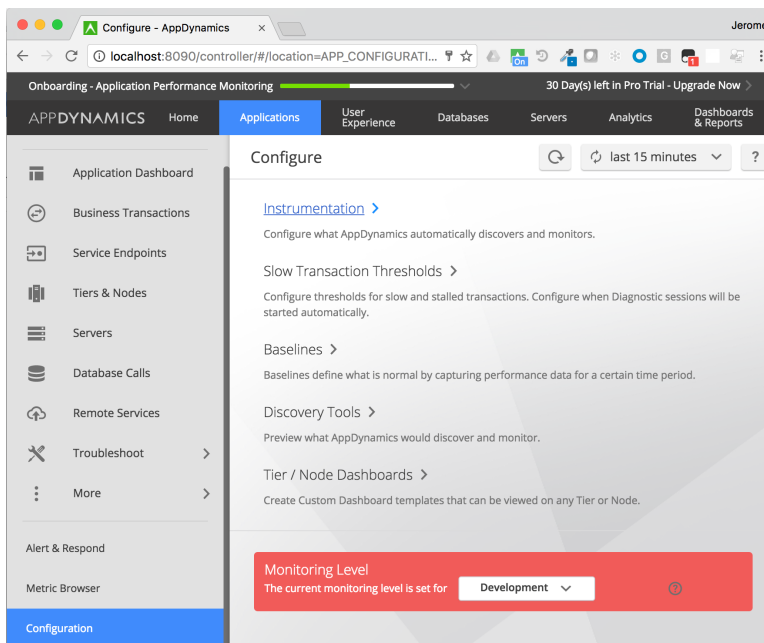 Configure - AppDynamics
Jerome
localhost:8090/controller/#/location=APP_CONFIGURATI...
On
G
1
Onboarding - Application Performance Monitoring
30 Day(s) left in Pro Trial - Upgrade Now
APPDYNAMICS
Home
Applications
User
Experience
Databases
Servers
Analytics
Dashboards
& Reports
Application Dashboard
Business Transactions
Service Endpoints
Tiers & Nodes
Servers
Database Calls
Remote Services
Troubleshoot
More
Alert & Respond
Metric Browser
Configuration
Configure
last 15 minutes
?
Instrumentation
Configure what AppDynamics automatically discovers and monitors.
Slow Transaction Thresholds
Configure thresholds for slow and stalled transactions. Configure when Diagnostic sessions will be
started automatically.
Baselines
Baselines define what is normal by capturing performance data for a certain time period.
Discovery Tools
Preview what AppDynamics would discover and monitor.
Tier / Node Dashboards
Create Custom Dashboard templates that can be viewed on any Tier or Node.
Monitoring Level
The current monitoring level is set for
Development
?